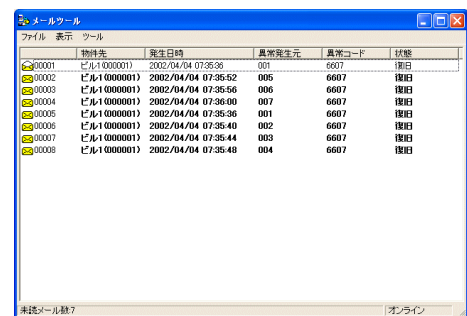 メールツール
ファイル 表示 ツール
物件先 発生日時 異常発生元 異常コード 状態
00001 ビル1(000001) 2002/04/04 07:35:36 001 6607 復旧
00002 ビル1(000001) 2002/04/04 07:35:52 005 6607 復旧
00003 ビル1(000001) 2002/04/04 07:35:56 006 6607 復旧
00004 ビル1(000001) 2002/04/04 07:36:00 007 6607 復旧
00005 ビル1(000001) 2002/04/04 07:35:36 001 6607 復旧
00006 ビル1(000001) 2002/04/04 07:35:40 002 6607 復旧
00007 ビル1(000001) 2002/04/04 07:35:44 003 6607 復旧
00008 ビル1(000001) 2002/04/04 07:35:48 004 6607 復旧
未読メール数:7 オンライン